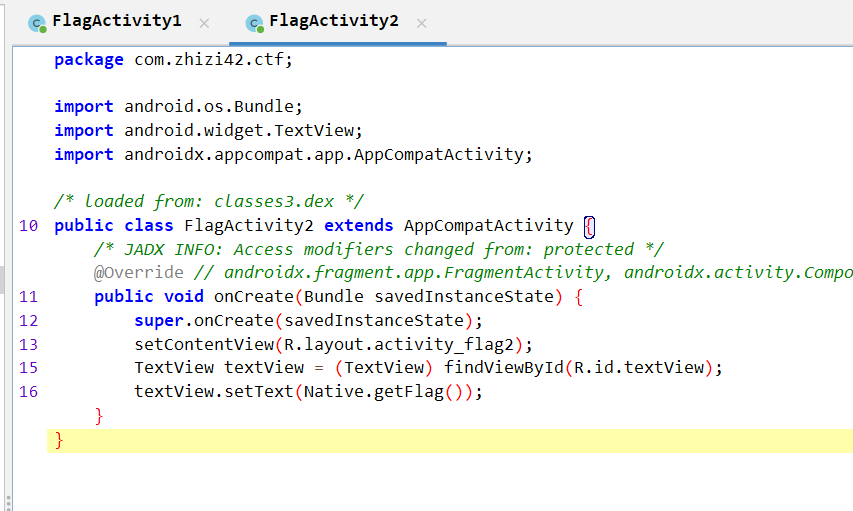 FlagActivity1 × FlagActivity2 ×
package com.zhizi42.ctf;
import android.os.Bundle;
import android.widget.TextView;
import androidx.appcompat.app.AppCompatActivity;
/* loaded from: classes3.dex */
10 public class FlagActivity2 extends AppCompatActivity {
/* JADX INFO: Access modifiers changed from: protected */
@Override // androidx.fragment.app.FragmentActivity, androidx.activity.Compo
11 public void onCreate(Bundle savedInstanceState) {
12 super.onCreate(savedInstanceState);
13 setContentView(R.layout.activity_flag2);
15 TextView textView = (TextView) findViewById(R.id.textView);
16 textView.setText(Native.getFlag());
}
}